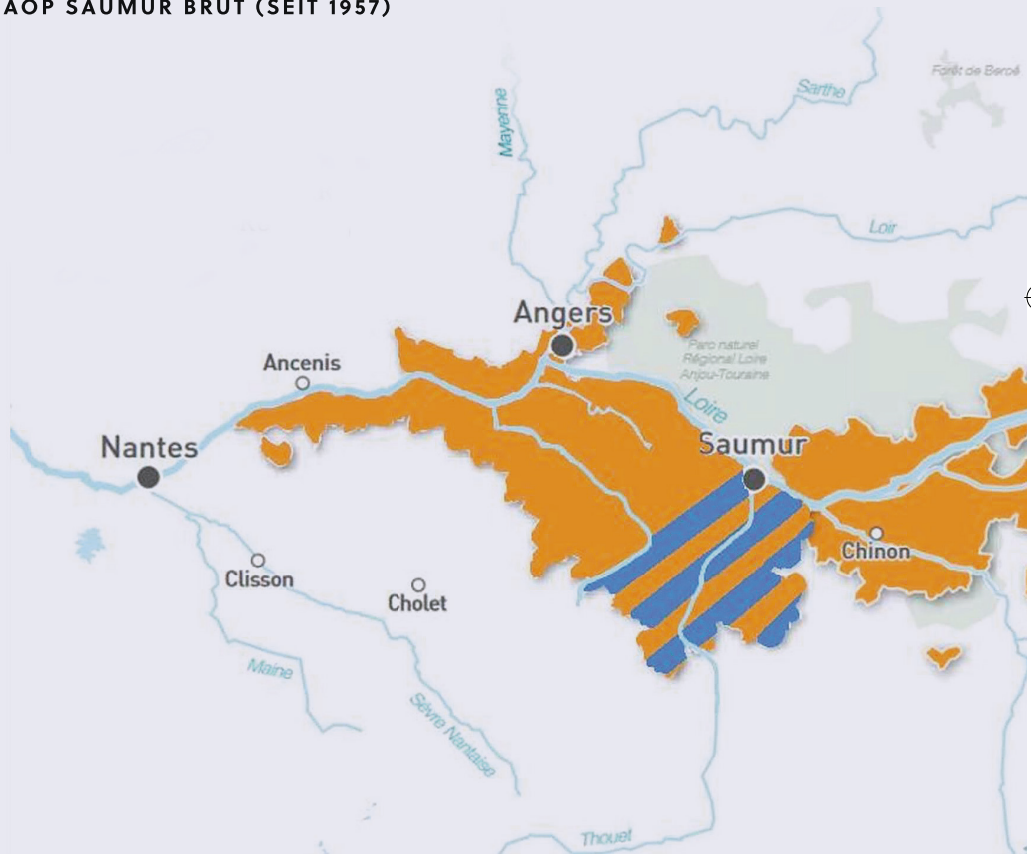 AOP SAUMUR BRUT (SEIT 1957)
Mayenne
Sarthe
Forêt de Bercé
Loir
Angers
Parc naturel
Régional Loire
Anjou-Touraine
Ancenis
Loire
Nantes
Saumur
Chinon
Clisson
Cholet
Maine
Sèvre Nantaise
Thouet